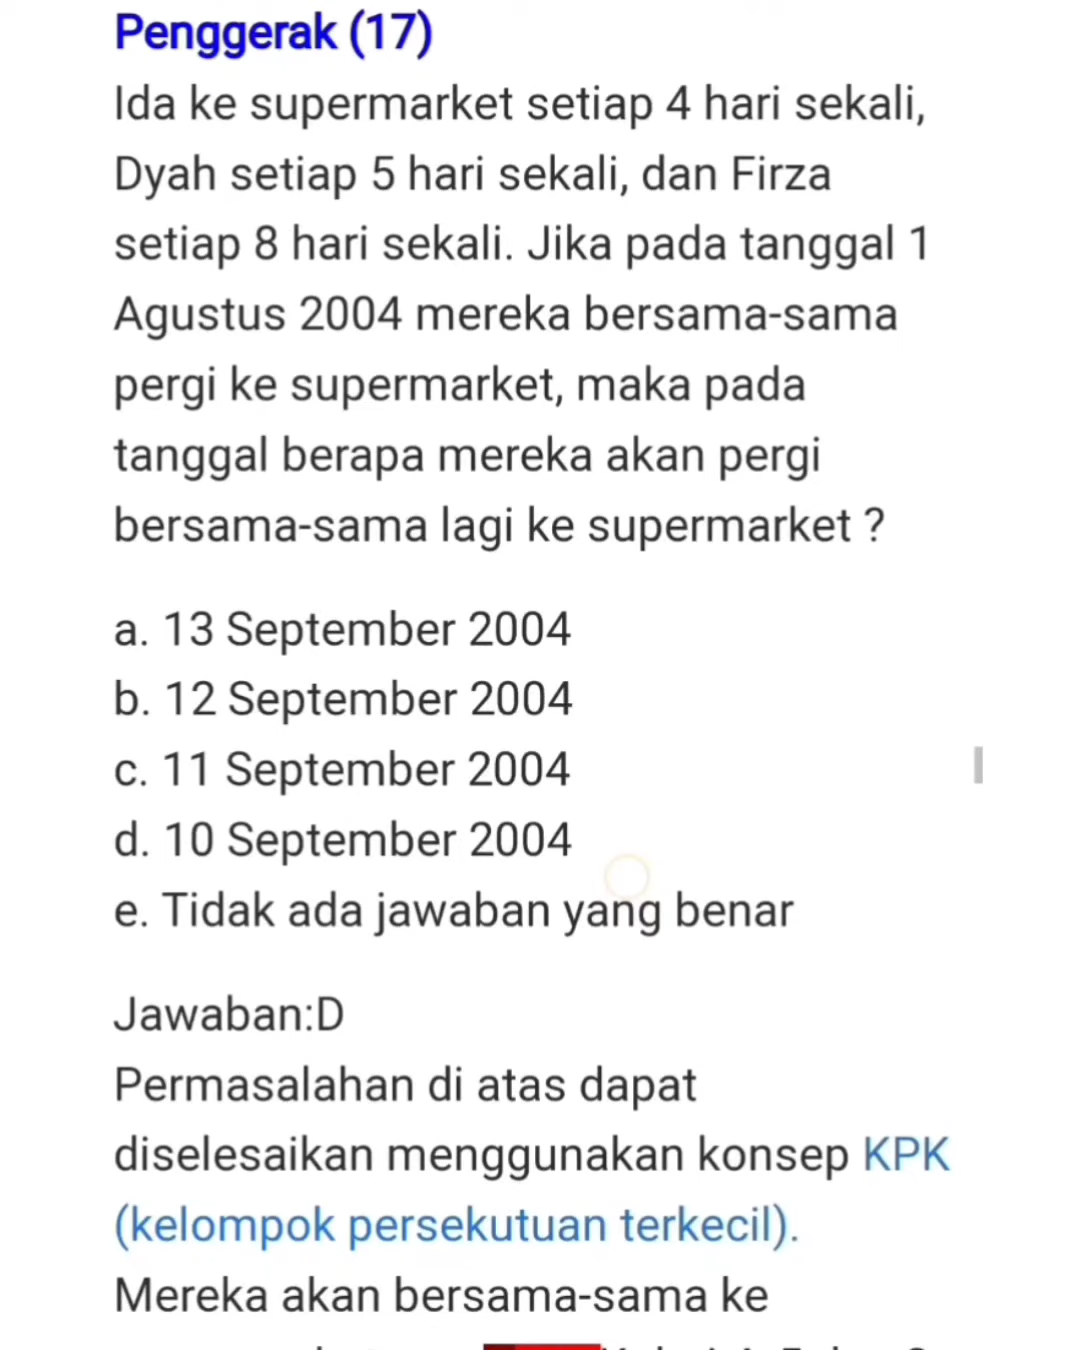 Penggerak (17)
Ida ke supermarket setiap 4 hari sekali,
Dyah setiap 5 hari sekali, dan Firza
setiap 8 hari sekali. Jika pada tanggal 1
Agustus 2004 mereka bersama-sama
pergi ke supermarket, maka pada
tanggal berapa mereka akan pergi
bersama-sama lagi ke supermarket ?
a. 13 September 2004
b. 12 September 2004
c. 11 September 2004
d. 10 September 2004
e. Tidak ada jawaban yang benar
Jawaban:D
Permasalahan di atas dapat
diselesaikan menggunakan konsep KPK
(kelompok persekutuan terkecil).
Mereka akan bersama-sama ke